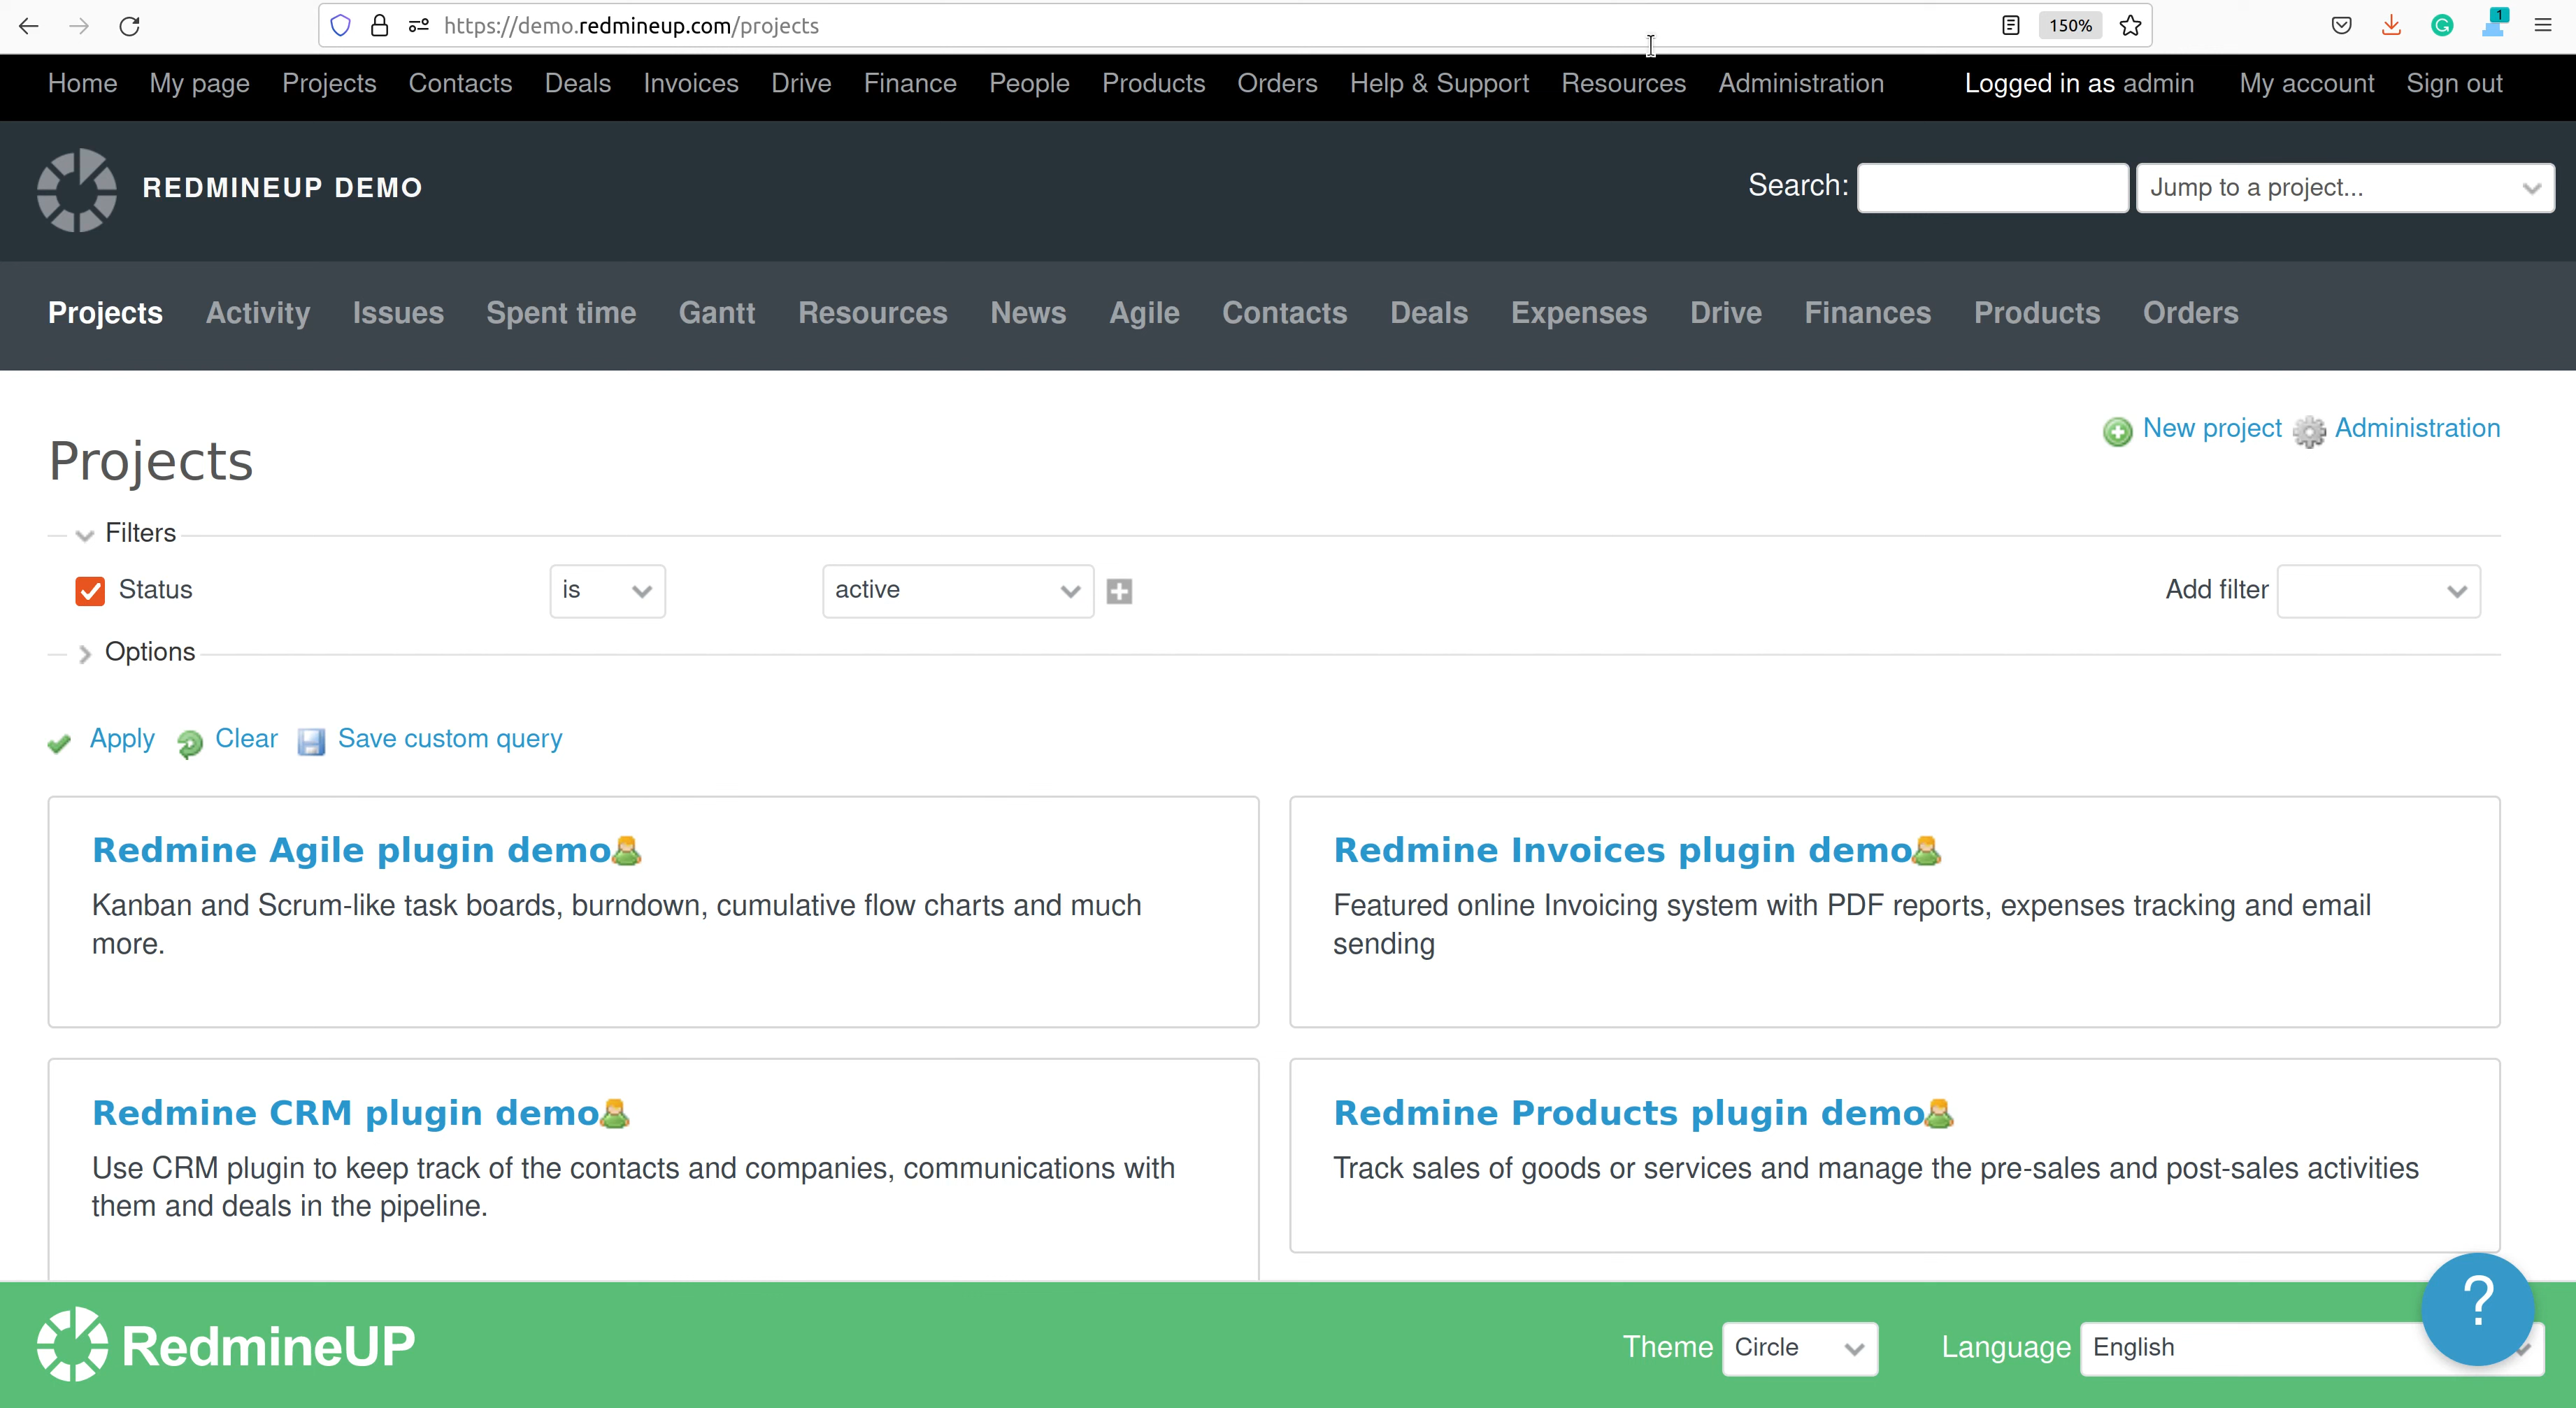 https://demo.redmineup.com/projects
150%
1
Home My page Projects Contacts Deals Invoices Drive Finance People Products Orders Help & Support Resources Administration Logged in as admin My account Sign out
REDMINEUP DEMO
Search: Jump to a project...
Projects Activity Issues Spent time Gantt Resources News Agile Contacts Deals Expenses Drive Finances Products Orders
New project Administration
Projects
Filters
Status is active Add filter
Options
Apply Clear Save custom query
Redmine Agile plugin demo
Kanban and Scrum-like task boards, burndown, cumulative flow charts and much
more.
Redmine Invoices plugin demo
Featured online Invoicing system with PDF reports, expenses tracking and email
sending
Redmine CRM plugin demo
Use CRM plugin to keep track of the contacts and companies, communications with
them and deals in the pipeline.
Redmine Products plugin demo
Track sales of goods or services and manage the pre-sales and post-sales activities
?
RedmineUP
Theme Circle Language English